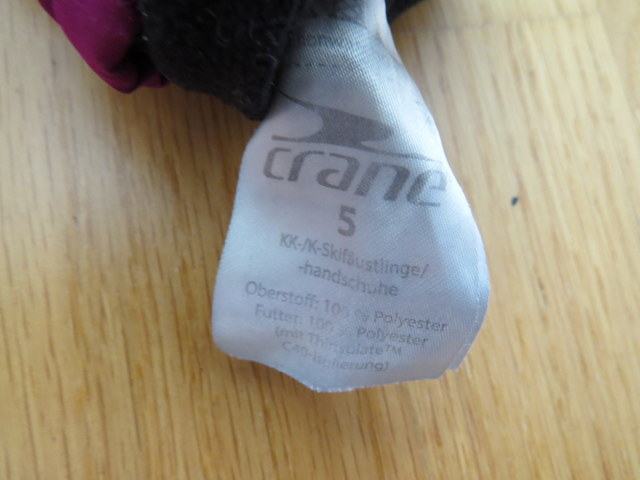 crane
5
KK-/K-Skifäustlinge/
-handschuhe
Oberstoff: 100 % Polyester
Futter: 100 % Polyester
(mit Thinsulate™
C40-Isolierung)